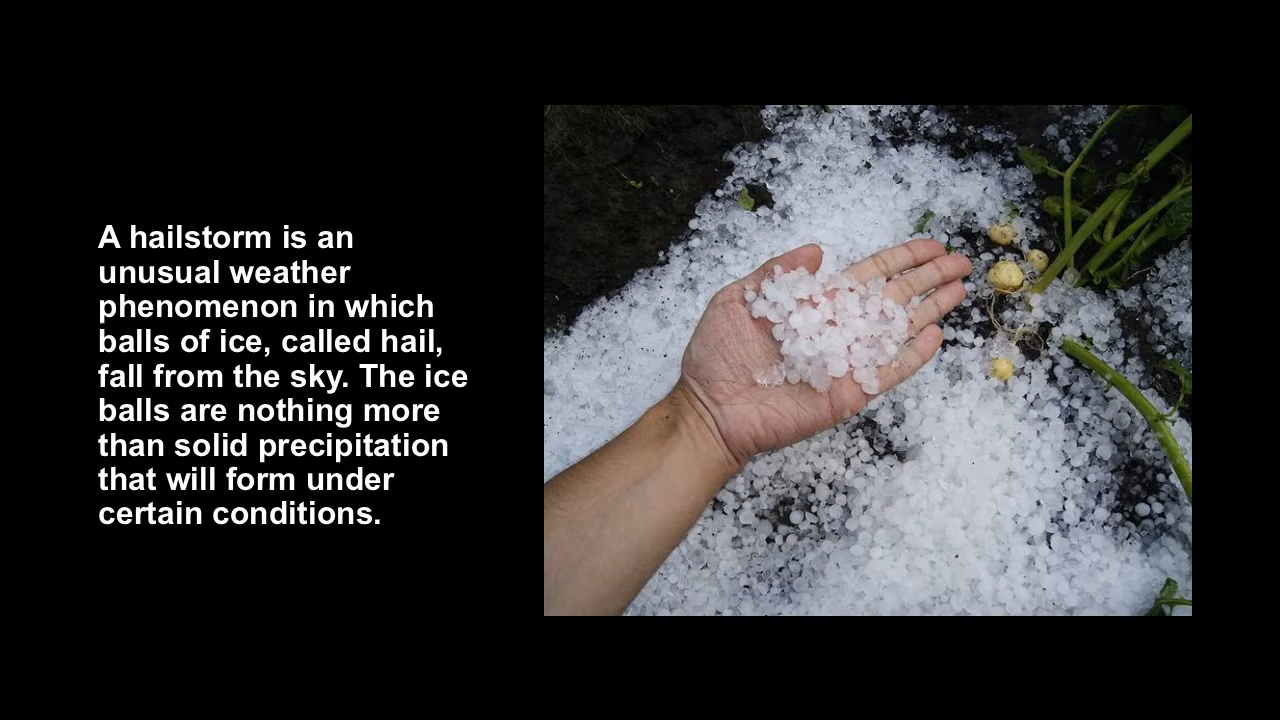 A hailstorm is an
unusual weather
phenomenon in which
balls of ice, called hail,
fall from the sky. The ice
balls are nothing more
than solid precipitation
that will form under
certain conditions.